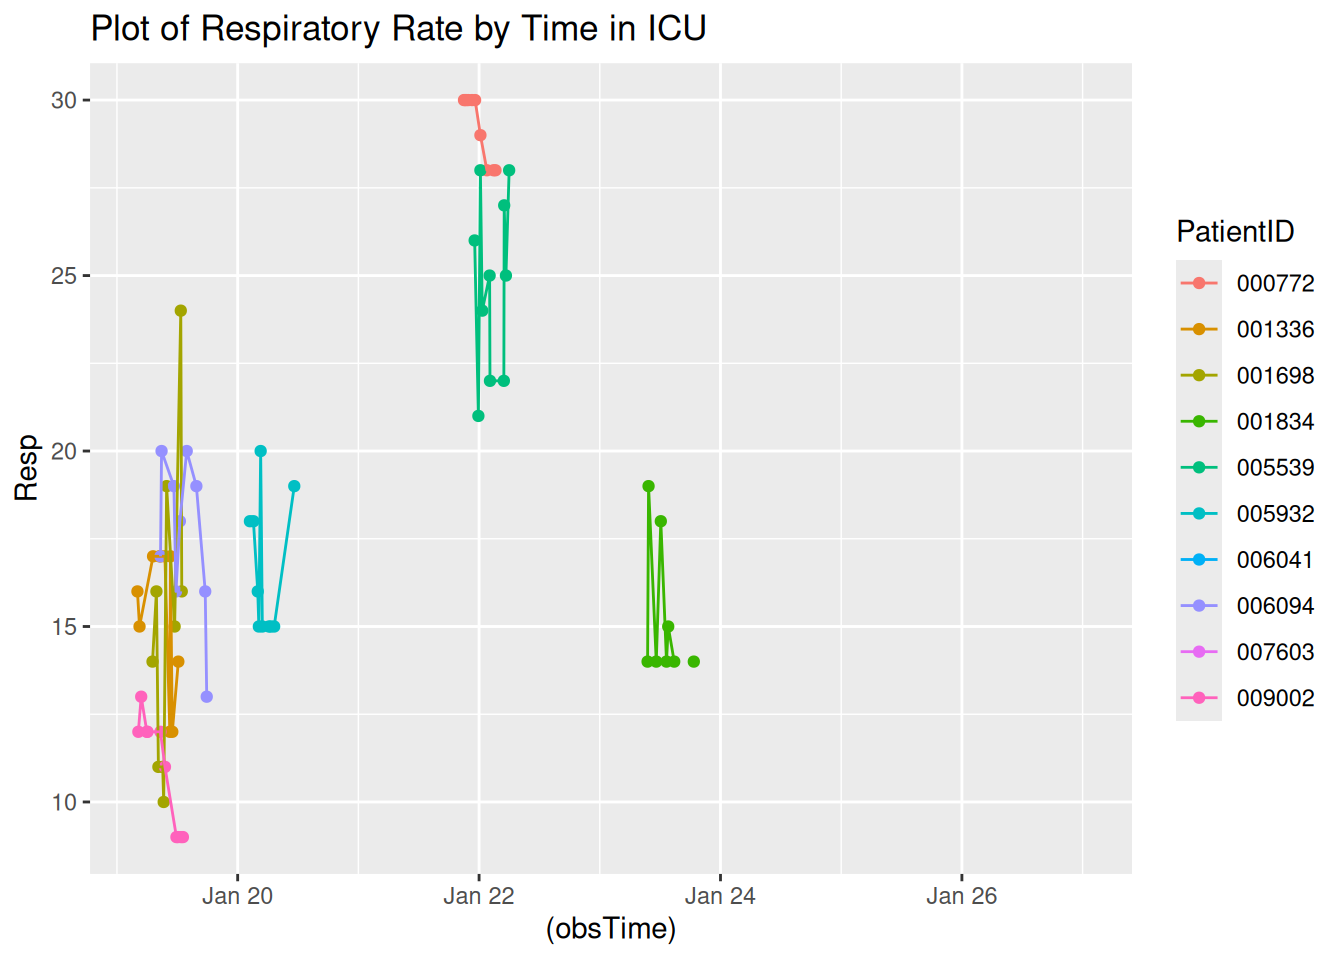 Plot of Respiratory Rate by Time in ICU
30
25
20
15
10
Resp
Jan 20
Jan 22
Jan 24
Jan 26
(obsTime)
PatientID
000772
001336
001698
001834
005539
005932
006041
006094
007603
009002